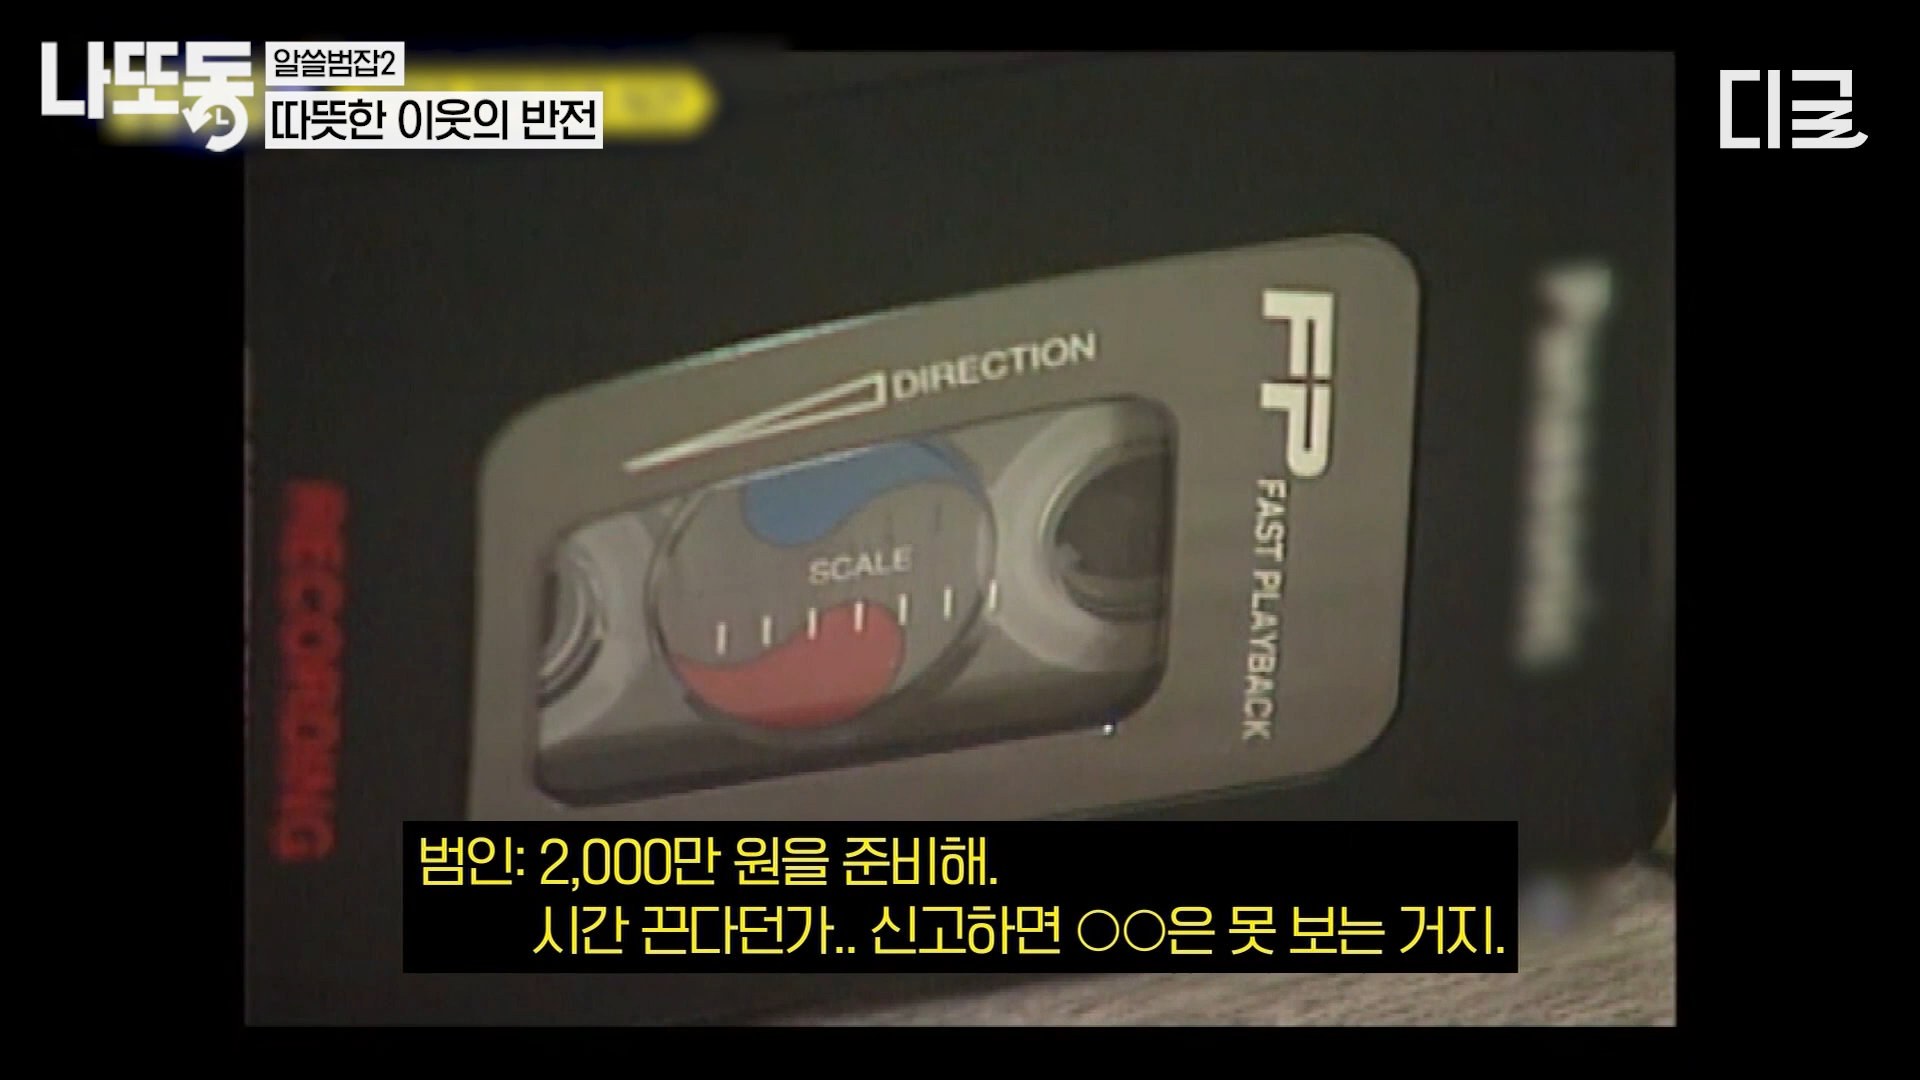 나또동
알쓸범잡2
따뜻한 이웃의 반전
디글
DIRECTION
FP
FAST PLAYBACK
SCALE
RECORDING
범인: 2,000만 원을 준비해.
시간 끈다던가.. 신고하면 ○○은 못 보는 거지.